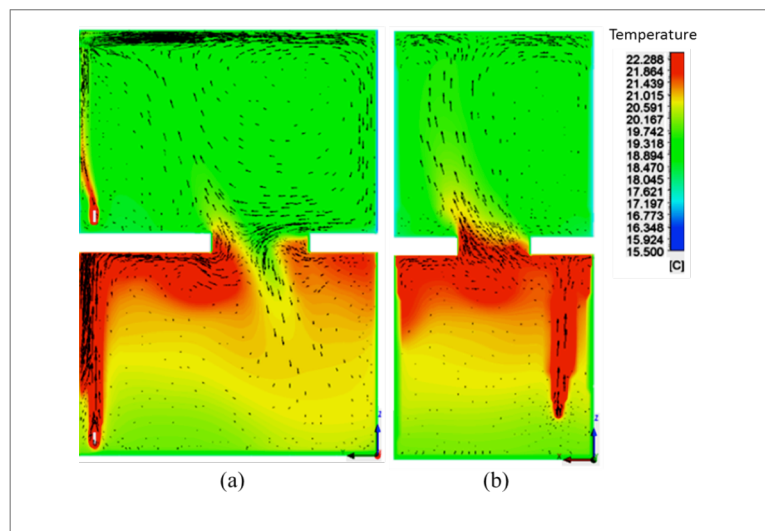 Temperature
22.288
21.864
21.439
21.015
20.591
20.167
19.742
19.318
18.894
18.470
18.045
17.621
17.197
16.773
16.348
15.924
15.500
[C]
z
z
(a)
(b)